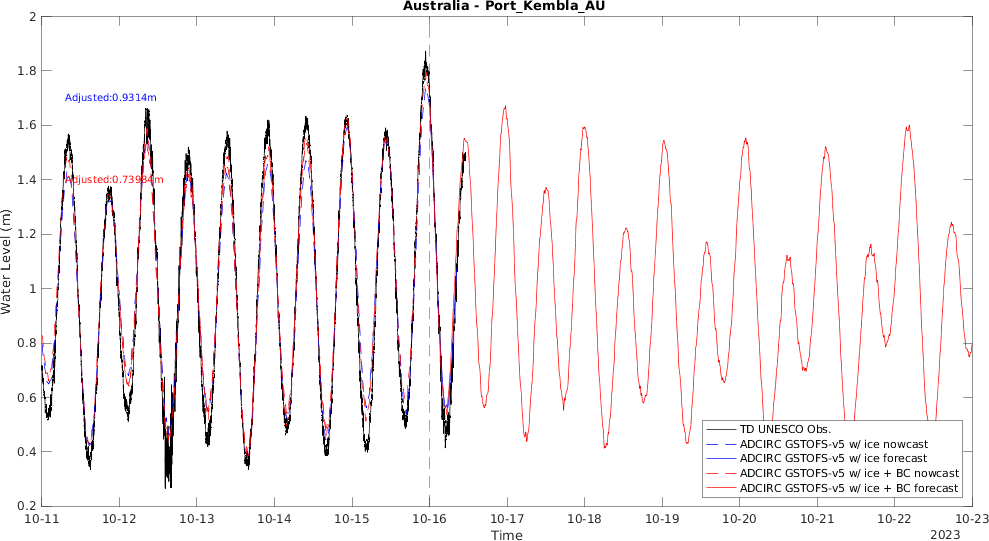 Australia - Port_Kembla_AU
2
1.8
1.6
1.4
1.2
1
0.8
0.6
0.4
0.2
Water Level (m)
Adjusted:0.9314m
Adjusted:0.73984m
TD UNESCO Obs.
ADCIRC GSTOFS-v5 w/ ice nowcast
ADCIRC GSTOFS-v5 w/ ice forecast
ADCIRC GSTOFS-v5 w/ ice + BC nowcast
ADCIRC GSTOFS-v5 w/ ice + BC forecast
10-11 10-12 10-13 10-14 10-15 10-16 10-17 10-18 10-19 10-20 10-21 10-22 10-23
2023
Time